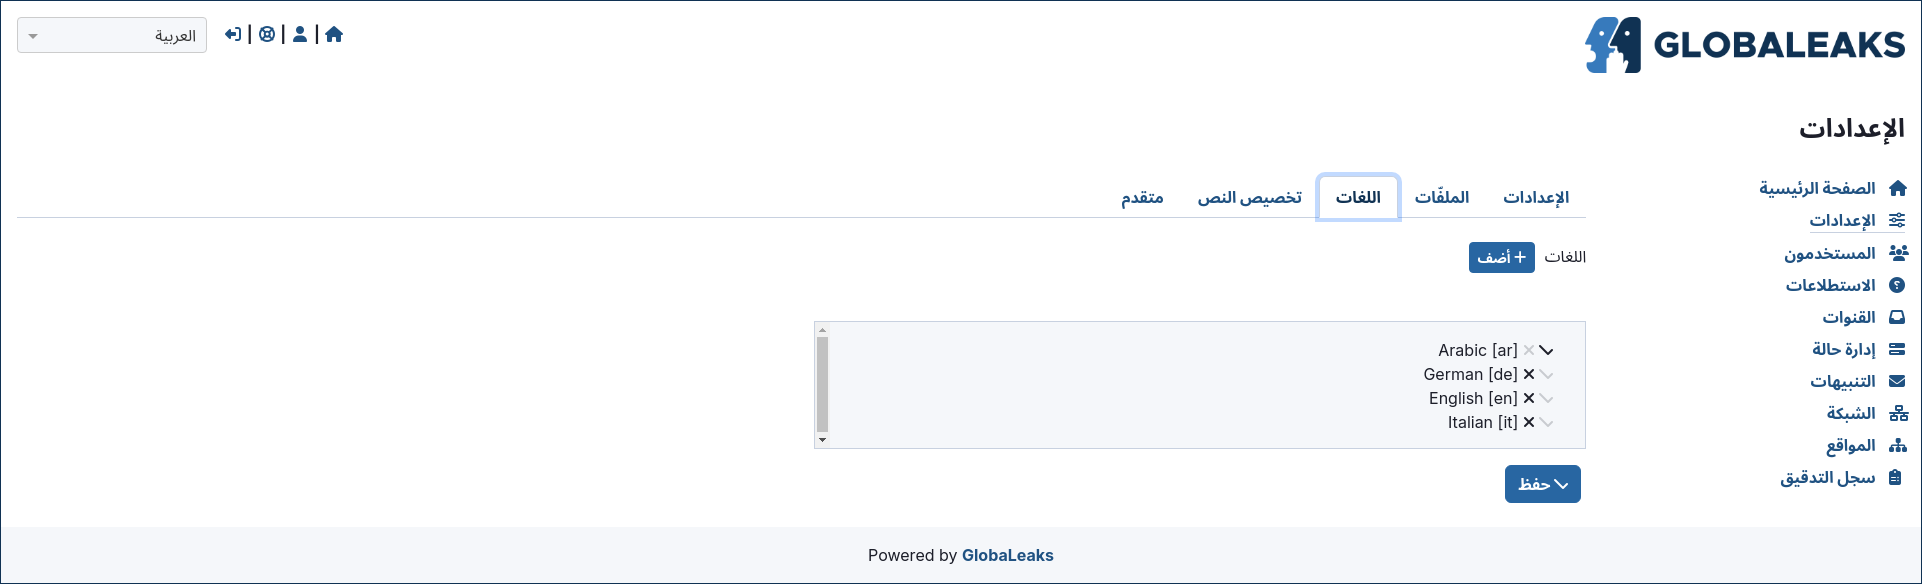 GLOBALEAKS
العربية
الإعدادات
الصفحة الرئيسية
الإعدادات
المستخدمون
الاستطلاعات
القنوات
إدارة حالة
التنبيهات
الشبكة
المواقع
سجل التدقيق
الإعدادات الملفّات اللغات تخصيص النص متقدم
اللغات + أضف
Arabic [ar]
German [de]
English [en]
Italian [it]
حفظ
Powered by GlobaLeaks